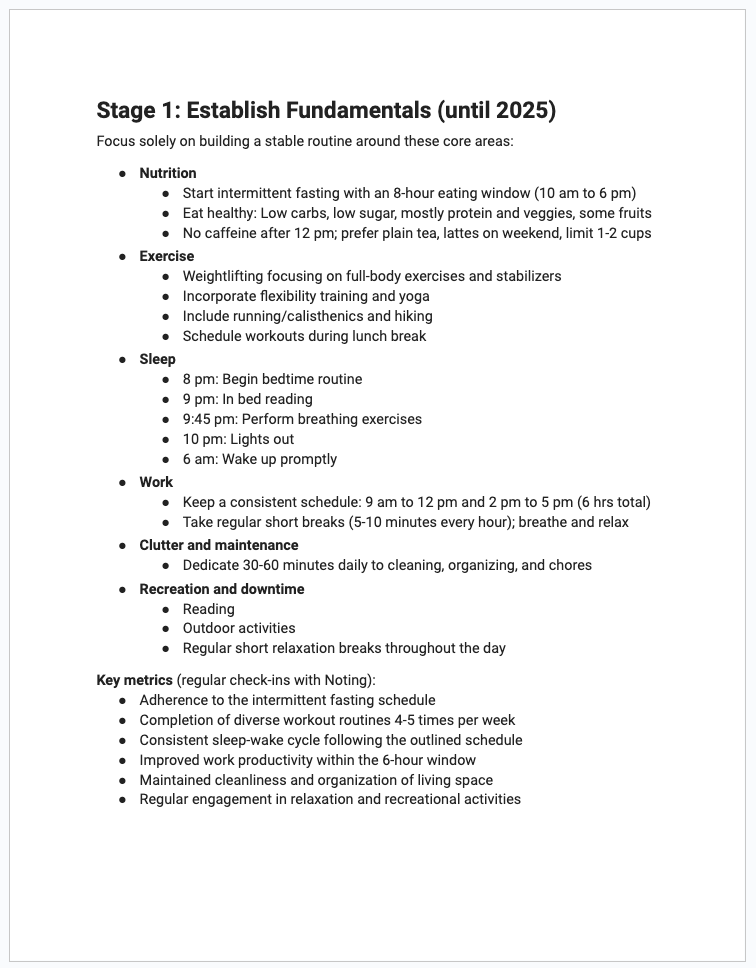 Stage 1: Establish Fundamentals (until 2025)
Focus solely on building a stable routine around these core areas:
● Nutrition
● Start intermittent fasting with an 8-hour eating window (10 am to 6 pm)
● Eat healthy: Low carbs, low sugar, mostly protein and veggies, some fruits
● No caffeine after 12 pm; prefer plain tea, lattes on weekend, limit 1-2 cups
● Exercise
● Weightlifting focusing on full-body exercises and stabilizers
● Incorporate flexibility training and yoga
● Include running/calisthenics and hiking
● Schedule workouts during lunch break
● Sleep
● 8 pm: Begin bedtime routine
● 9 pm: In bed reading
● 9:45 pm: Perform breathing exercises
● 10 pm: Lights out
● 6 am: Wake up promptly
● Work
● Keep a consistent schedule: 9 am to 12 pm and 2 pm to 5 pm (6 hrs total)
● Take regular short breaks (5-10 minutes every hour); breathe and relax
● Clutter and maintenance
● Dedicate 30-60 minutes daily to cleaning, organizing, and chores
● Recreation and downtime
● Reading
● Outdoor activities
● Regular short relaxation breaks throughout the day
Key metrics (regular check-ins with Noting):
● Adherence to the intermittent fasting schedule
● Completion of diverse workout routines 4-5 times per week
● Consistent sleep-wake cycle following the outlined schedule
● Improved work productivity within the 6-hour window
● Maintained cleanliness and organization of living space
● Regular engagement in relaxation and recreational activities